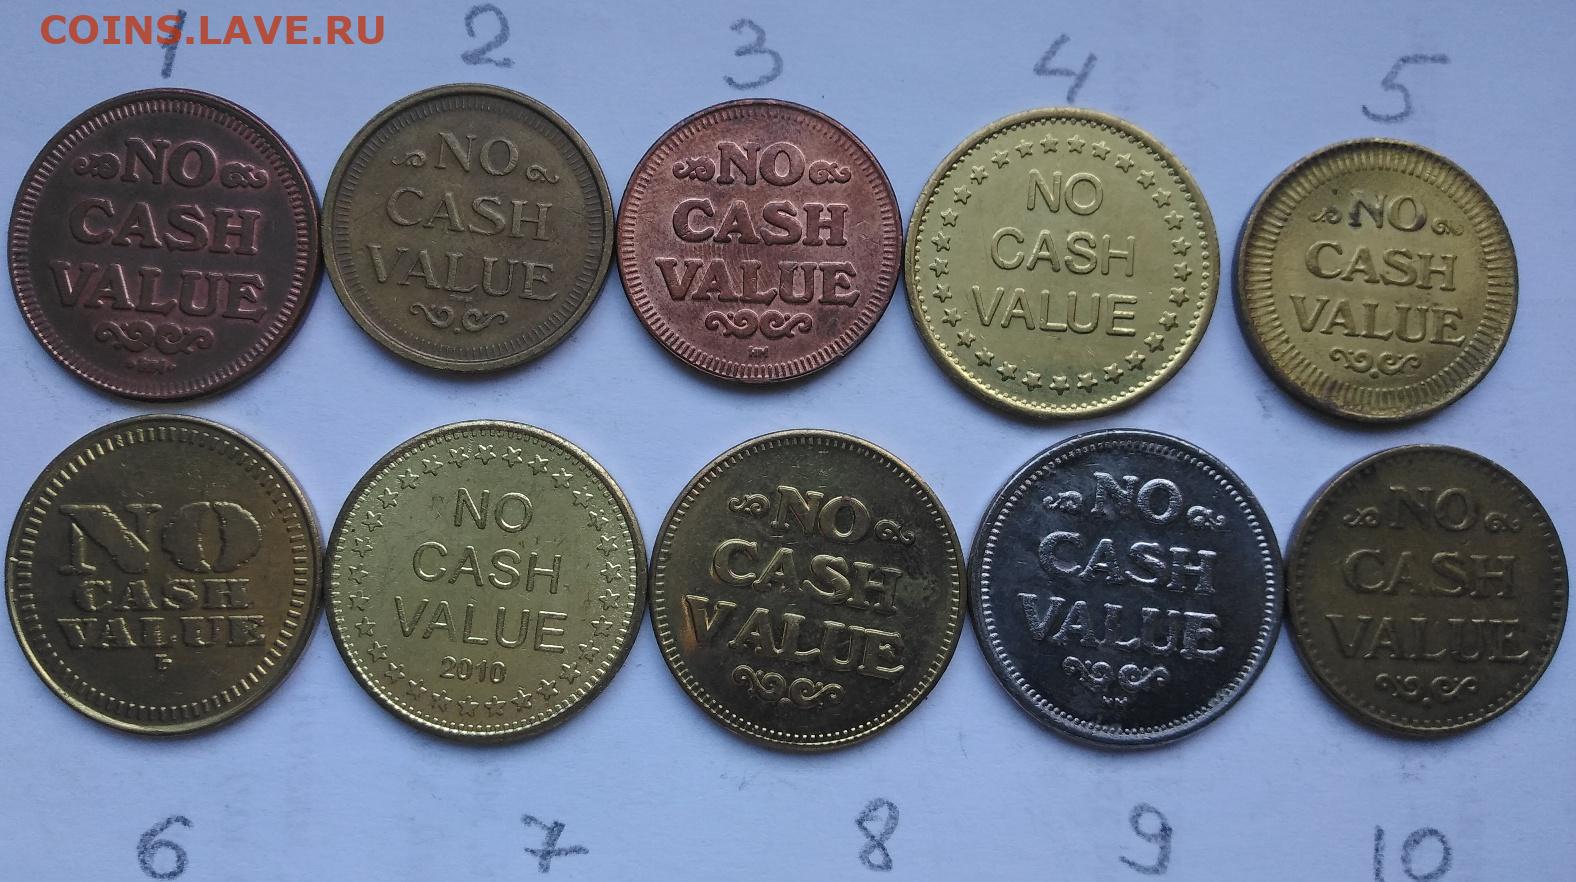 COINS.LAVE.RU
1 2 3 4 5
NO
CASH
VALUE
NO
CASH
VALUE
NO
CASH
VALUE
HM
NO
CASH
VALUE
NO
CASH
VALUE
NO
CASH
VALUE
NO
CASH
VALUE
2010
NO
CASH
VALUE
NO
CASH
VALUE
NO
CASH
VALUE
6 7 8 9 10